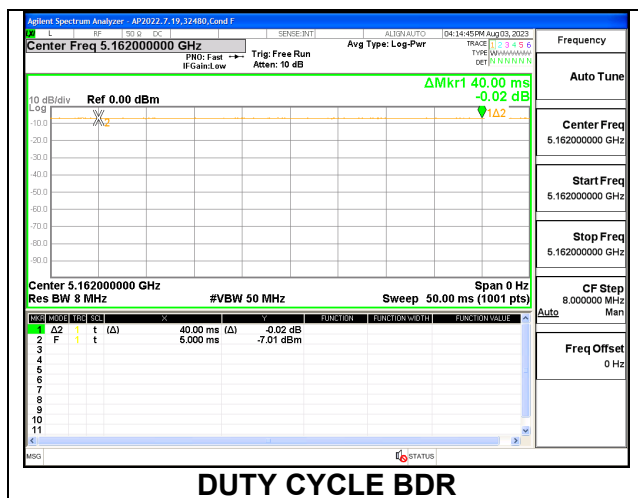 Agilent Spectrum Analyzer - AP2022.7.19,32480,Cond F
L RF 50 Ω DC SENSE:INT ALIGN AUTO 04:14:45 PM Aug 03, 2023
Center Freq 5.162000000 GHz
PNO: Fast
IFGain:Low
Trig: Free Run
Atten: 10 dB
Avg Type: Log-Pwr
TRACE 1 2 3 4 5 6
TYPE WWWWWW
DET N N N N N N
ΔMkr1 40.00 ms
-0.02 dB
10 dB/div Ref 0.00 dBm
Log
-10.0
-20.0
-30.0
-40.0
-50.0
-60.0
-70.0
-80.0
-90.0
2
1Δ2
Center 5.162000000 GHz Span 0 Hz
Res BW 8 MHz #VBW 50 MHz Sweep 50.00 ms (1001 pts)
MKR MODE TRC SCL X Y FUNCTION FUNCTION WIDTH FUNCTION VALUE
1 Δ2 1 t (Δ) 40.00 ms (Δ) -0.02 dB
2 F 1 t 5.000 ms -7.01 dBm
3
4
5
6
7
8
9
10
11
MSG STATUS
Frequency
Auto Tune
Center Freq
5.162000000 GHz
Start Freq
5.162000000 GHz
Stop Freq
5.162000000 GHz
CF Step
8.000000 MHz
Auto Man
Freq Offset
0 Hz
DUTY CYCLE BDR